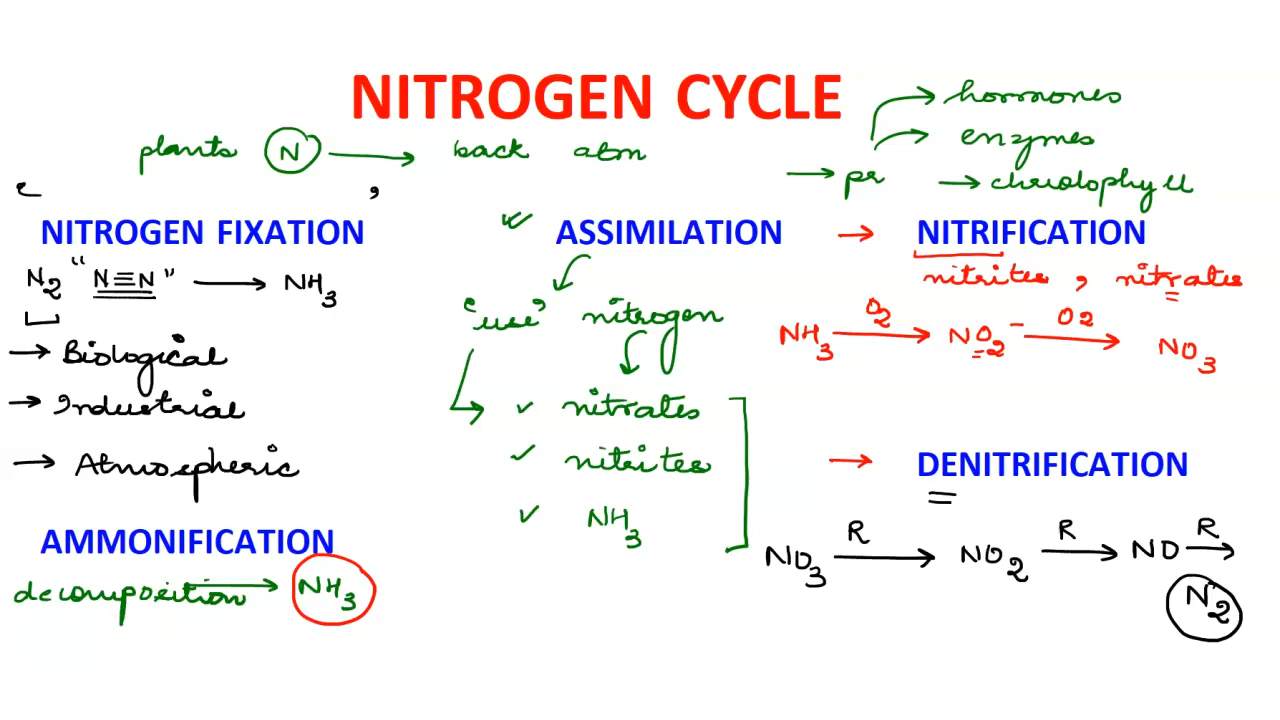 NITROGEN CYCLE
plants N → back atm
→ pr
→ hormones
→ enzymes
→ chrolophyll
‘ NITROGEN FIXATION ’
N2 “N≡N” → NH3
→ Biological
→ Industrial
→ Atmospheric
AMMONIFICATION
decomposition → NH3
✓ ASSIMILATION
‘use’ nitrogen
✓ nitrates
✓ nitrites
✓ NH3
→ NITRIFICATION
nitrites , nitrates
NH3 O2→ NO2⁻ O2→ NO3
→ DENITRIFICATION
NO3 R→ NO2 R→ NO R→
N2